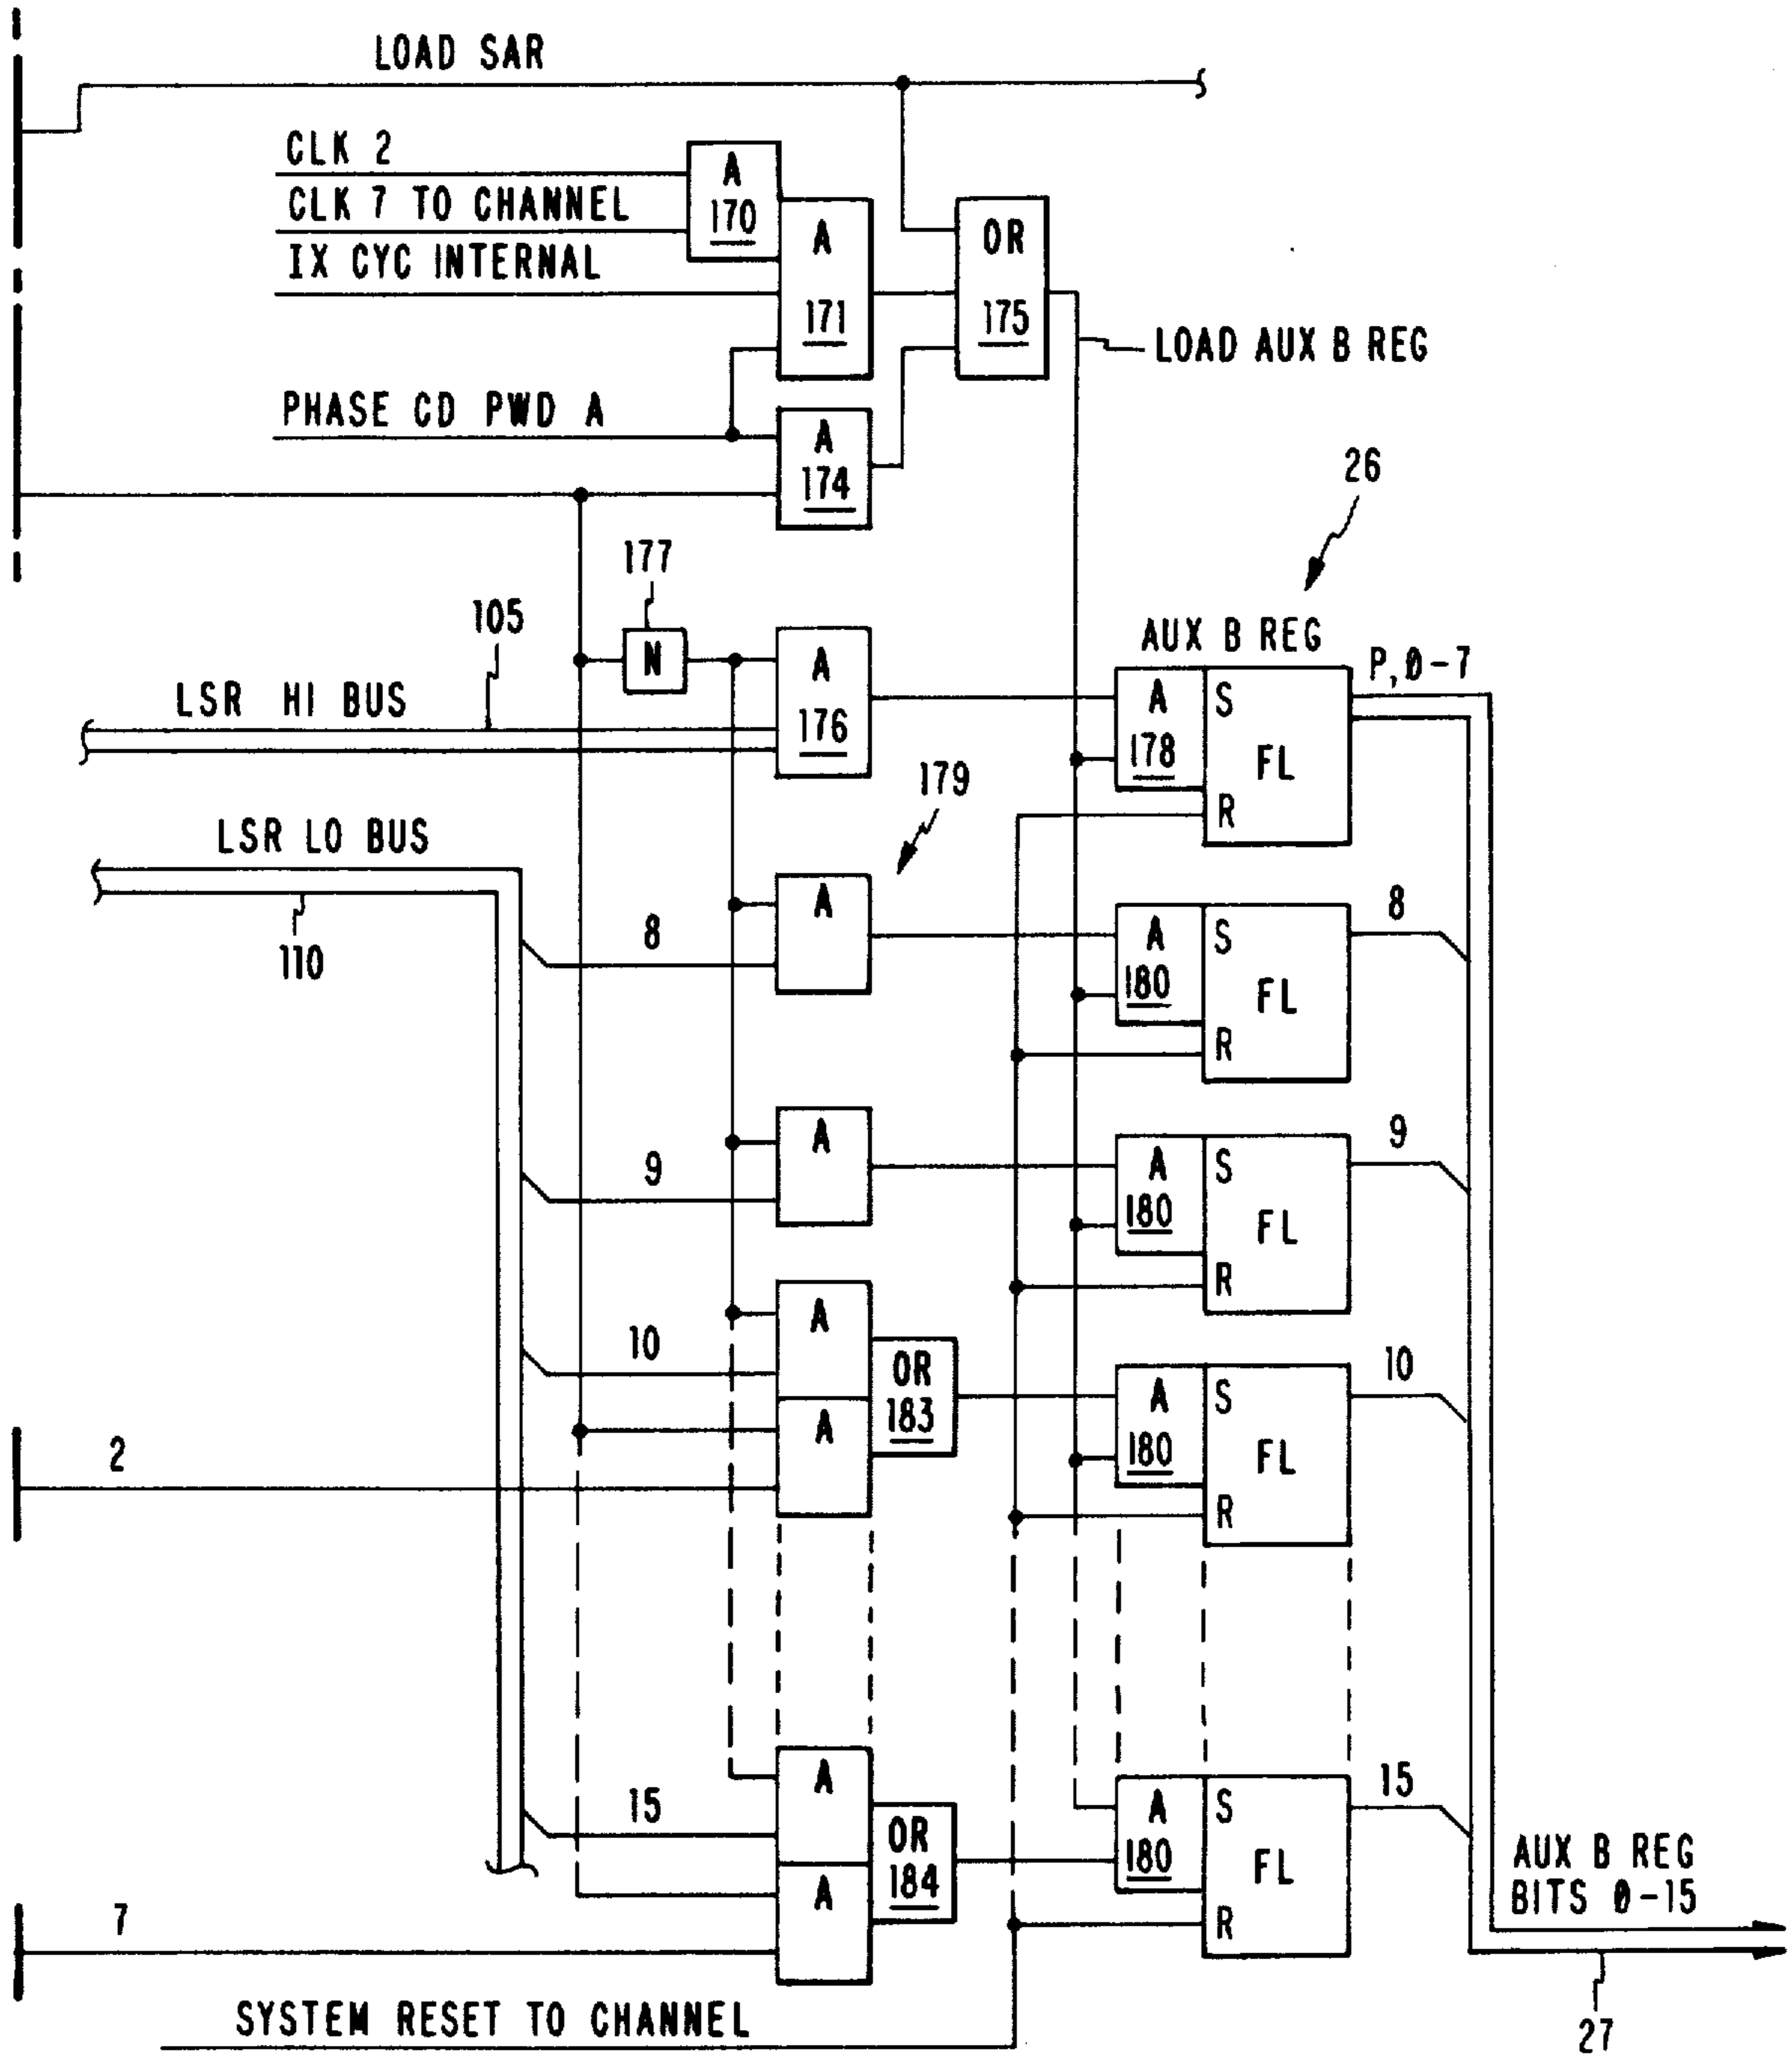 LOAD SAR
CLK 2
CLK 7 TO CHANNEL
IX CYC INTERNAL
A
170
A
171
OR
175
LOAD AUX B REG
PHASE CD PWD A
A
174
26
177
105
N
A
176
AUX B REG
A
178
S
FL
R
P, Ø-7
LSR HI BUS
179
LSR LO BUS
110
8
A
A
180
S
FL
R
8
9
A
A
180
S
FL
R
9
10
A
A
OR
183
A
180
S
FL
R
10
2
15
A
A
OR
184
A
180
S
FL
R
15
7
AUX B REG
BITS Ø-15
27
SYSTEM RESET TO CHANNEL